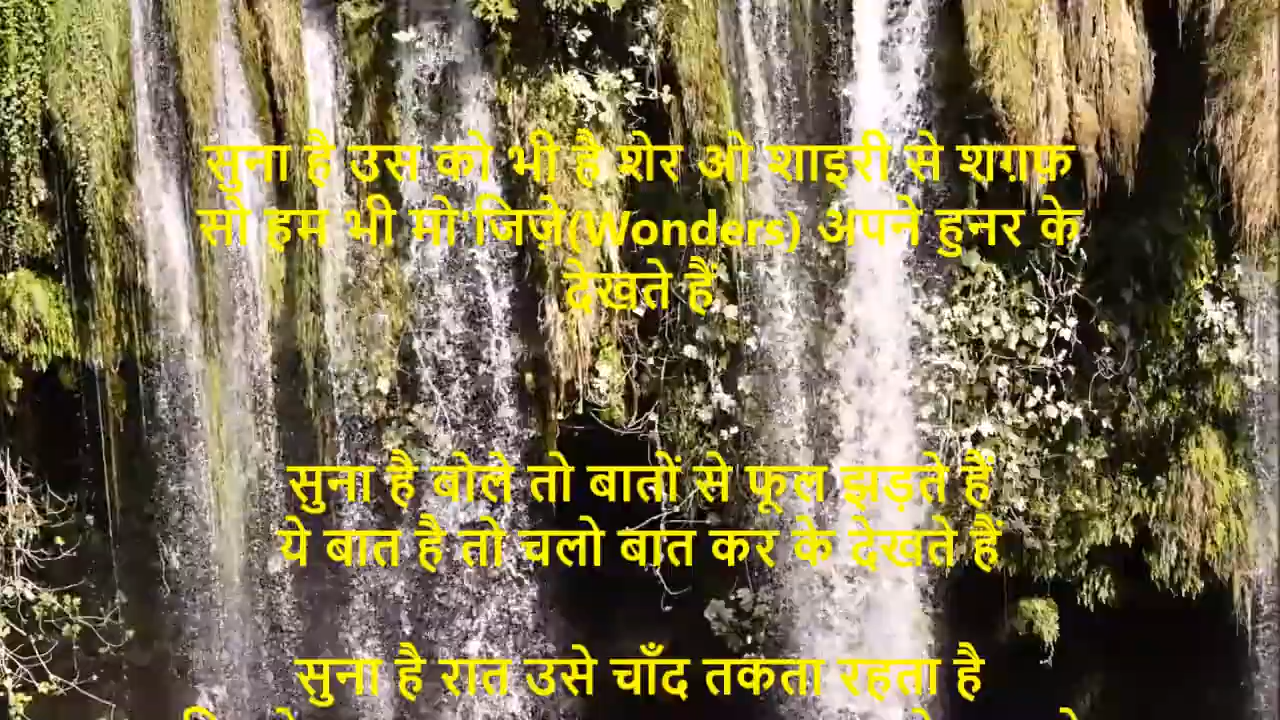 सुना है उस को भी है शेर ओ शाइरी से शग़फ़
सो हम भी मो'जिज़े(Wonders) अपने हुनर के
देखते हैं
सुना है बोले तो बातों से फूल झड़ते हैं
ये बात है तो चलो बात कर के देखते हैं
सुना है रात उसे चाँद तकता रहता है